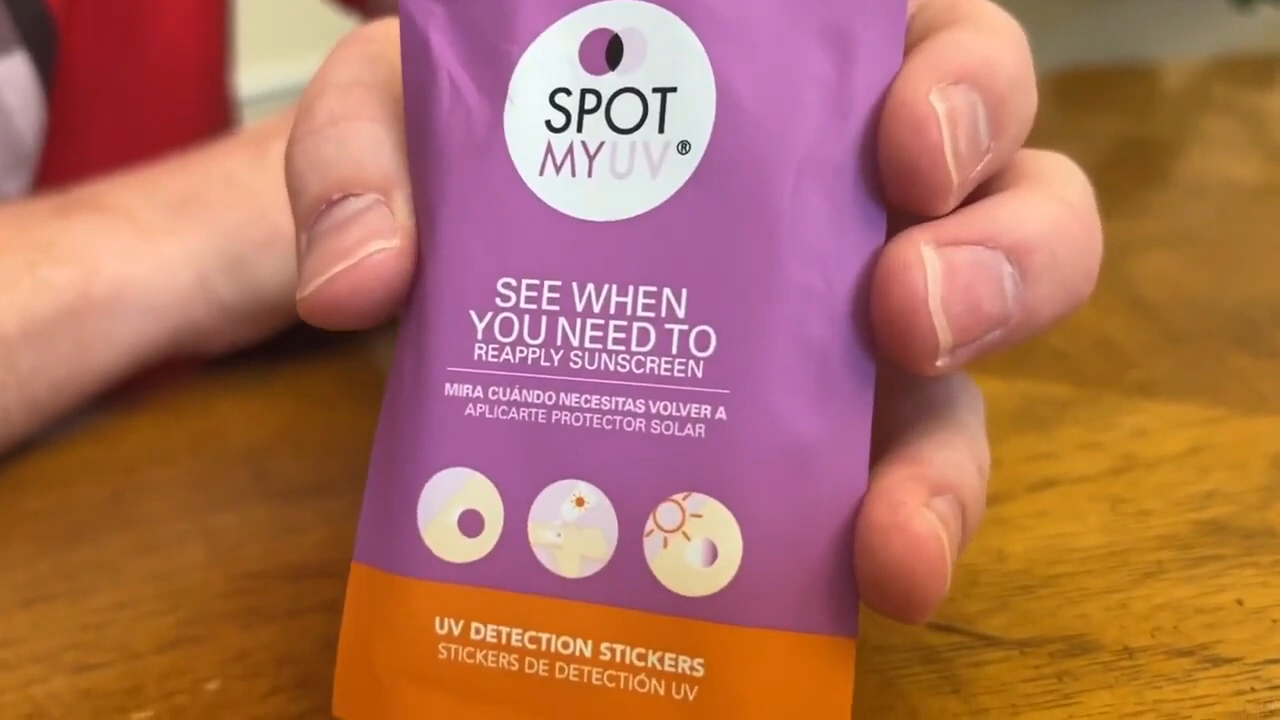 SPOT
MYUV®
SEE WHEN
YOU NEED TO
REAPPLY SUNSCREEN
MIRA CUÁNDO NECESITAS VOLVER A
APLICARTE PROTECTOR SOLAR
UV DETECTION STICKERS
STICKERS DE DETECCIÓN UV